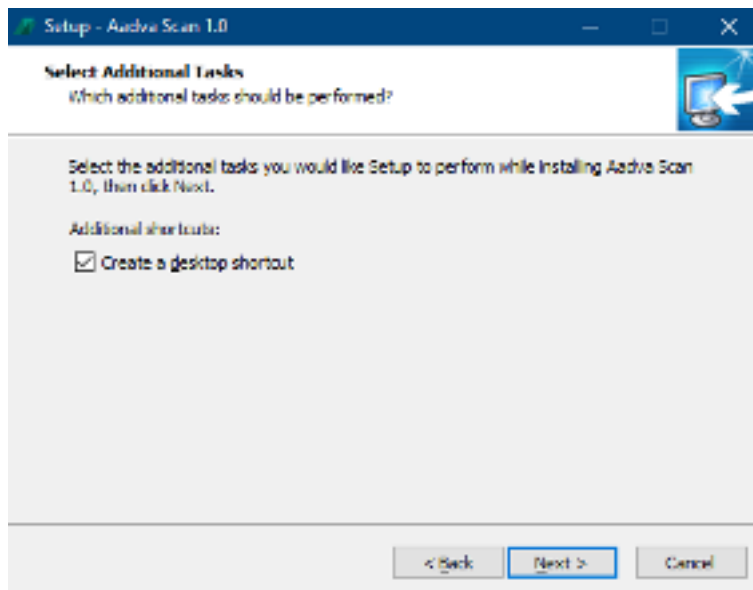 Setup - Aadva Scan 1.0
Select Additional Tasks
Which additional tasks should be performed?
Select the additional tasks you would like Setup to perform while installing Aadva Scan
1.0, then click Next.
Additional shortcuts:
Create a desktop shortcut
< Back
Next >
Cancel